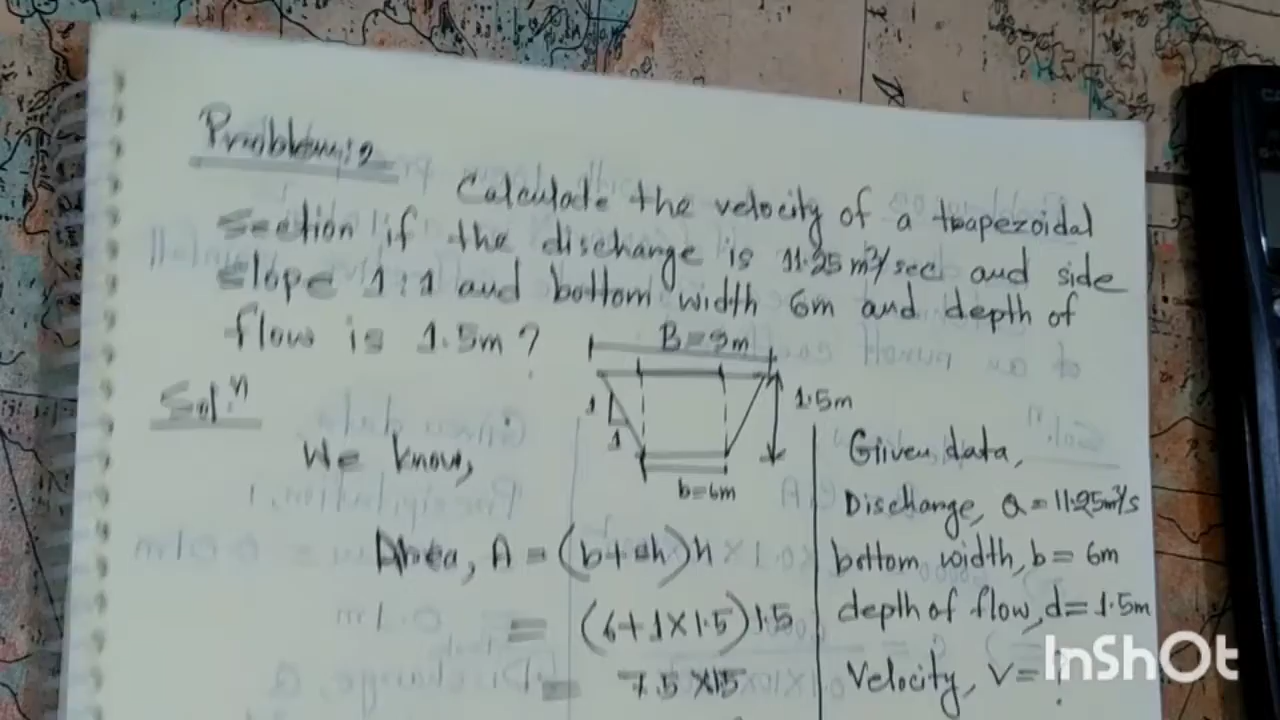 Problem:2
Calculate the velocity of a trapezoidal
section if the discharge is 11.25 m³/sec and side
slope 1:1 and bottom width 6m and depth of
flow is 1.5m?
B=9m
1.5m
1
1
b=6m
Sol.ⁿ
We know,
Area, A = (b+eh)h
= (6+1×1.5)1.5
= 7.5×1.5
Given data,
Discharge, Q = 11.25m³/s
bottom width, b = 6m
depth of flow, d = 1.5m
Velocity, V = ?
InShOt